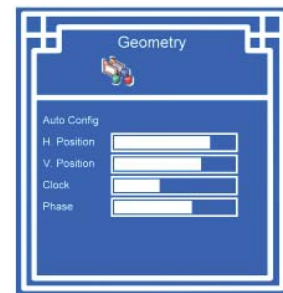 Geometry
Auto Config
H. Position
V. Position
Clock
Phase